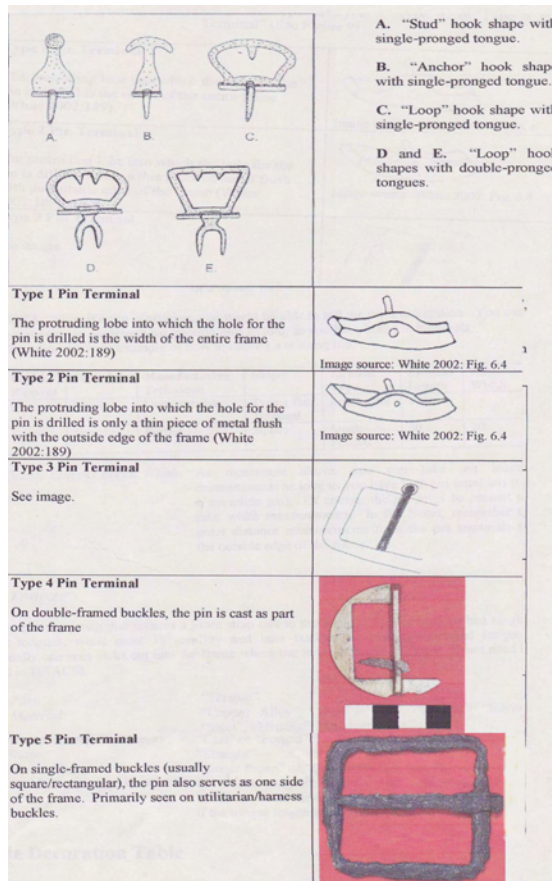 A. "Stud" hook shape with
single-pronged tongue.
B. "Anchor" hook shape
with single-pronged tongue.
C. "Loop" hook shape with
single-pronged tongue.
D and E. "Loop" hook
shapes with double-pronged
tongues.
A.
B.
C.
D.
E.
Type 1 Pin Terminal
The protruding lobe into which the hole for the
pin is drilled is the width of the entire frame
(White 2002:189)
Image source: White 2002: Fig. 6.4
Type 2 Pin Terminal
The protruding lobe into which the hole for the
pin is drilled is only a thin piece of metal flush
with the outside edge of the frame (White
2002:189)
Image source: White 2002: Fig. 6.4
Type 3 Pin Terminal
See image.
Type 4 Pin Terminal
On double-framed buckles, the pin is cast as part
of the frame
Type 5 Pin Terminal
On single-framed buckles (usually
square/rectangular), the pin also serves as one side
of the frame. Primarily seen on utilitarian/harness
buckles.
Decoration Table